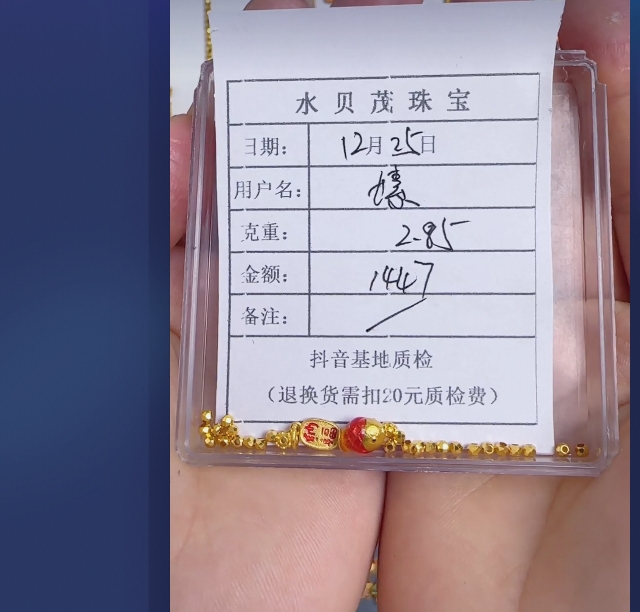 水贝茂珠宝
日期： 12月25日
用户名：
克重： 2.85
金额： 1447
备注： /
抖音基地质检
（退换货需扣20元质检费）